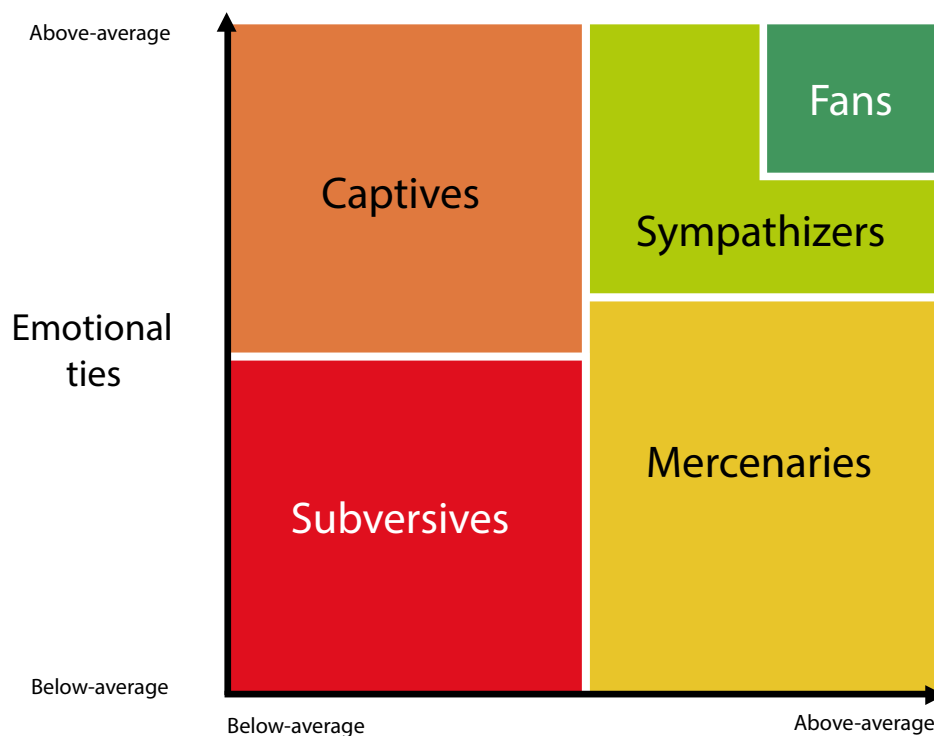 Above-average
Fans
Captives
Sympathizers
Emotional
ties
Mercenaries
Subversives
Below-average
Below-average
Above-average